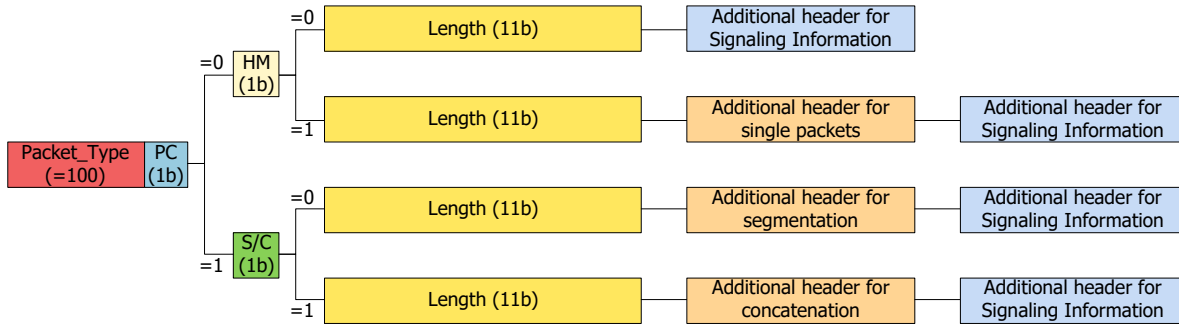 Packet_Type
(=100)
PC
(1b)
=0
HM
(1b)
=0
Length (11b)
Additional header for
Signaling Information
=1
Length (11b)
Additional header for
single packets
Additional header for
Signaling Information
=1
S/C
(1b)
=0
Length (11b)
Additional header for
segmentation
Additional header for
Signaling Information
=1
Length (11b)
Additional header for
concatenation
Additional header for
Signaling Information